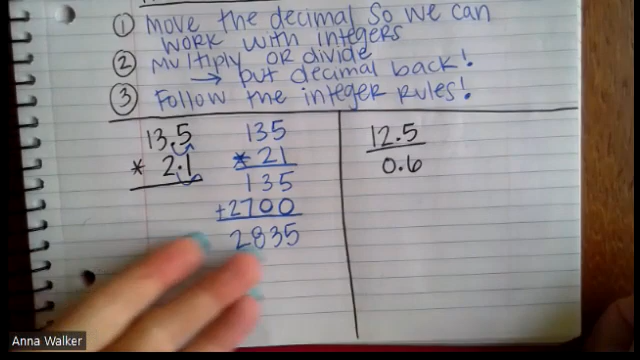 ① Move the decimal so we can
work with integers
② Multiply or divide
→ put decimal back!
③ Follow the integer rules!
13.5
* 2.1
135
* 21
135
+2700
2835
12.5
0.6
Anna Walker